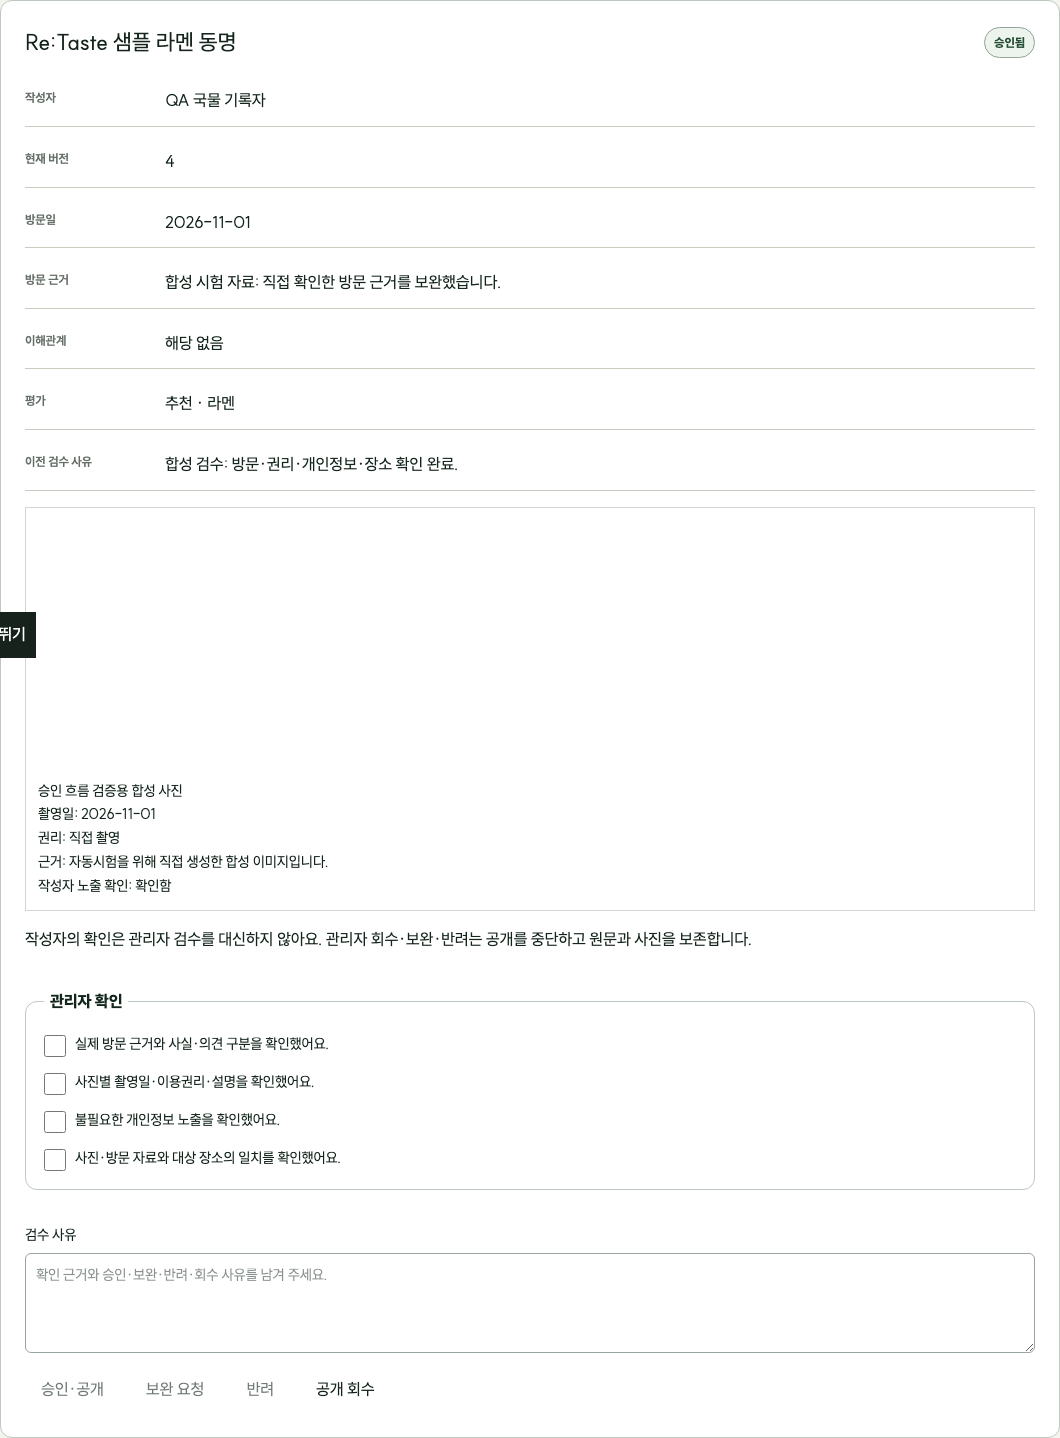 Re:Taste 샘플 라멘 동명
승인됨
작성자
QA 국물 기록자
현재 버전
4
방문일
2026-11-01
방문 근거
합성 시험 자료: 직접 확인한 방문 근거를 보완했습니다.
이해관계
해당 없음
평가
추천 · 라멘
이전 검수 사유
합성 검수: 방문·권리·개인정보·장소 확인 완료.
뛰기
승인 흐름 검증용 합성 사진
촬영일: 2026-11-01
권리: 직접 촬영
근거: 자동시험을 위해 직접 생성한 합성 이미지입니다.
작성자 노출 확인: 확인함
작성자의 확인은 관리자 검수를 대신하지 않아요. 관리자 회수·보완·반려는 공개를 중단하고 원문과 사진을 보존합니다.
관리자 확인
실제 방문 근거와 사실·의견 구분을 확인했어요.
사진별 촬영일·이용권리·설명을 확인했어요.
불필요한 개인정보 노출을 확인했어요.
사진·방문 자료와 대상 장소의 일치를 확인했어요.
검수 사유
확인 근거와 승인·보완·반려·회수 사유를 남겨 주세요.
승인·공개
보완 요청
반려
공개 회수